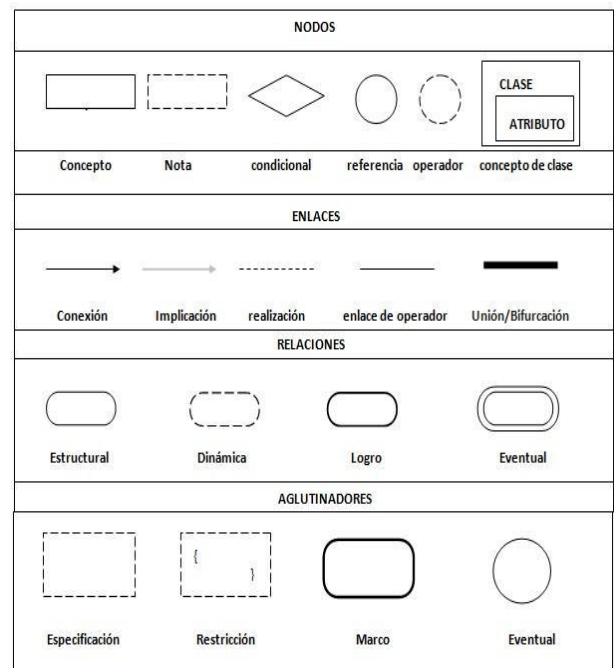 NODOS
CLASE
ATRIBUTO
Concepto Nota condicional referencia operador concepto de clase
ENLACES
Conexión Implicación realización enlace de operador Unión/Bifurcación
RELACIONES
Estructural Dinámica Logro Eventual
AGLUTINADORES
{
}
Especificación Restricción Marco Eventual